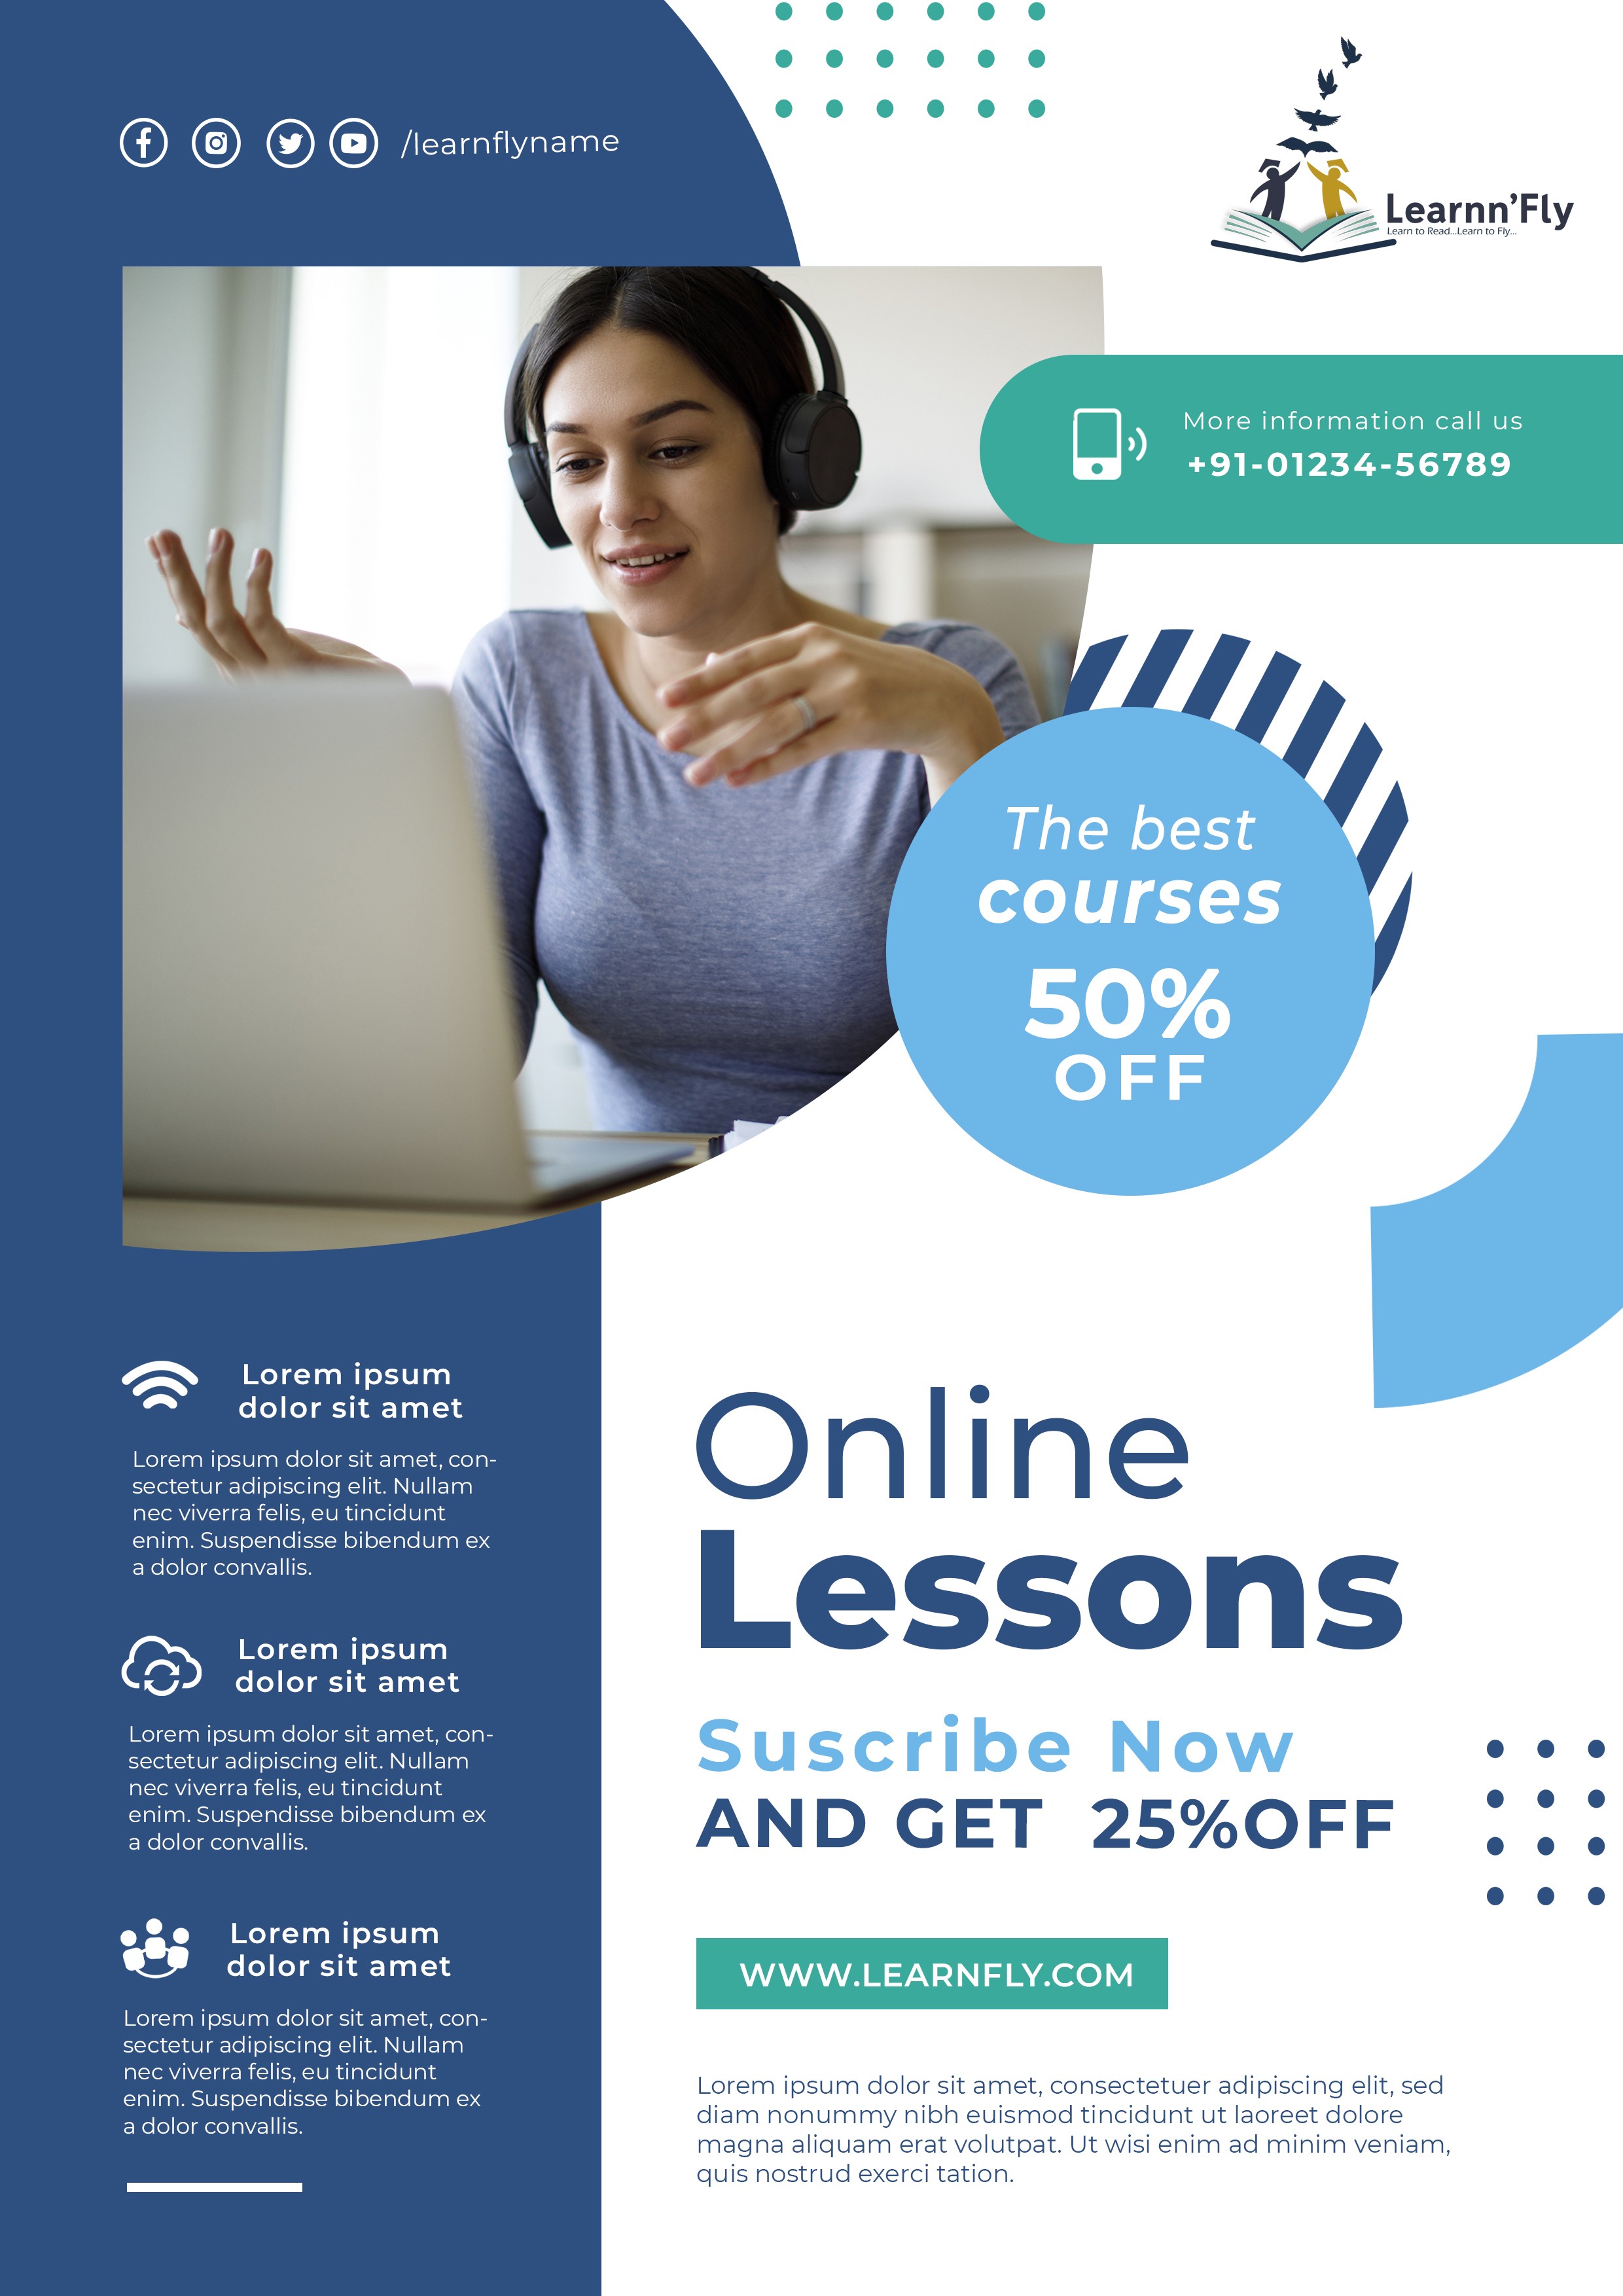 /learnflyname
Learnn'Fly
Learn to Read...Learn to Fly...
More information call us
+91-01234-56789
The best
courses
50%
OFF
Lorem ipsum
dolor sit amet
Lorem ipsum dolor sit amet, con-
sectetur adipiscing elit. Nullam
nec viverra felis, eu tincidunt
enim. Suspendisse bibendum ex
a dolor convallis.
Lorem ipsum
dolor sit amet
Lorem ipsum dolor sit amet, con-
sectetur adipiscing elit. Nullam
nec viverra felis, eu tincidunt
enim. Suspendisse bibendum ex
a dolor convallis.
Lorem ipsum
dolor sit amet
Lorem ipsum dolor sit amet, con-
sectetur adipiscing elit. Nullam
nec viverra felis, eu tincidunt
enim. Suspendisse bibendum ex
a dolor convallis.
Online
Lessons
Suscribe Now
AND GET 25%OFF
WWW.LEARNFLY.COM
Lorem ipsum dolor sit amet, consectetuer adipiscing elit, sed
diam nonummy nibh euismod tincidunt ut laoreet dolore
magna aliquam erat volutpat. Ut wisi enim ad minim veniam,
quis nostrud exerci tation.